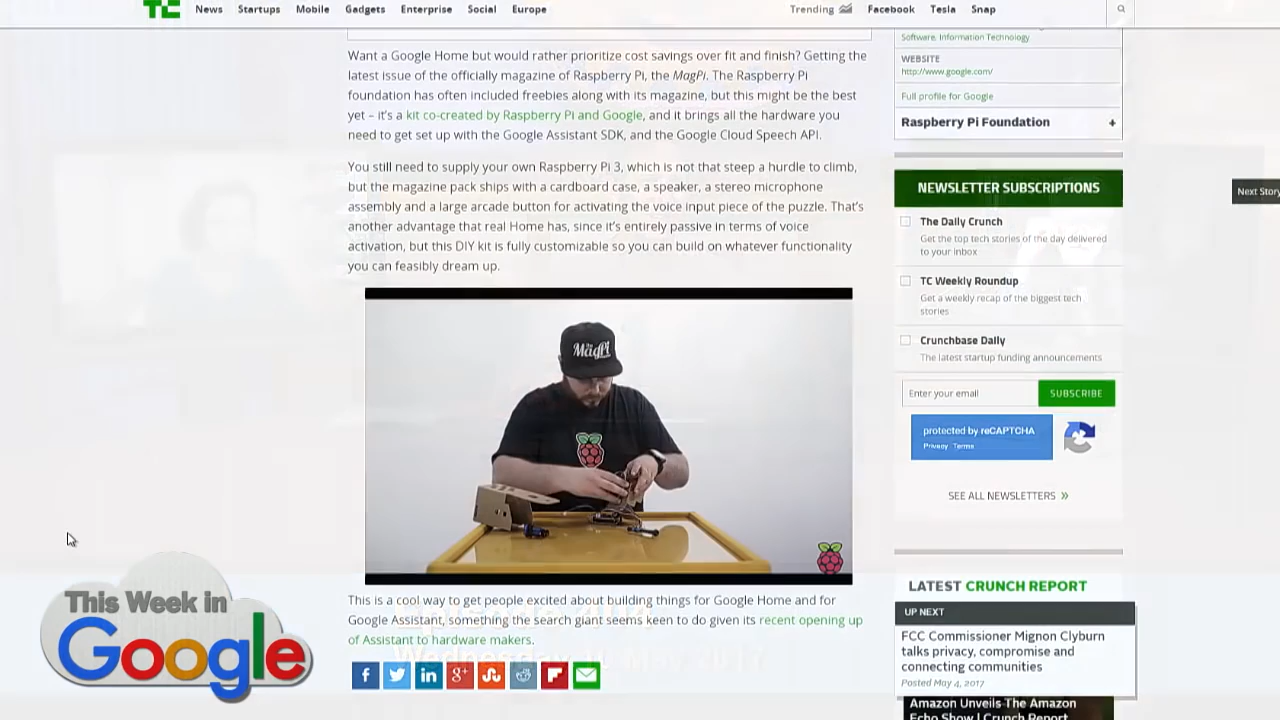 TC News Startups Mobile Gadgets Enterprise Social Europe Trending Facebook Tesla Snap
Want a Google Home but would rather prioritize cost savings over fit and finish? Getting the
latest issue of the officially magazine of Raspberry Pi, the MagPi. The Raspberry Pi
foundation has often included freebies along with its magazine, but this might be the best
yet – it's a kit co-created by Raspberry Pi and Google, and it brings all the hardware you
need to get set up with the Google Assistant SDK, and the Google Cloud Speech API.
You still need to supply your own Raspberry Pi 3, which is not that steep a hurdle to climb,
but the magazine pack ships with a cardboard case, a speaker, a stereo microphone
assembly and a large arcade button for activating the voice input piece of the puzzle. That's
another advantage that real Home has, since it's entirely passive in terms of voice
activation, but this DIY kit is fully customizable so you can build on whatever functionality
you can feasibly dream up.
The MagPi
This is a cool way to get people excited about building things for Google Home and for
Google Assistant, something the search giant seems keen to do given its recent opening up
of Assistant to hardware makers.
Software, Information Technology
WEBSITE
http://www.google.com/
Full profile for Google
Raspberry Pi Foundation +
NEWSLETTER SUBSCRIPTIONS
The Daily Crunch
Get the top tech stories of the day delivered
to your inbox
TC Weekly Roundup
Get a weekly recap of the biggest tech
stories
Crunchbase Daily
The latest startup funding announcements
Enter your email SUBSCRIBE
protected by reCAPTCHA
Privacy Terms
SEE ALL NEWSLETTERS »
LATEST CRUNCH REPORT
UP NEXT
FCC Commissioner Mignon Clyburn
talks privacy, compromise and
connecting communities
Posted May 4, 2017
Amazon Unveils The Amazon
Echo Show | Crunch Report
Next Story
This Week in
Google